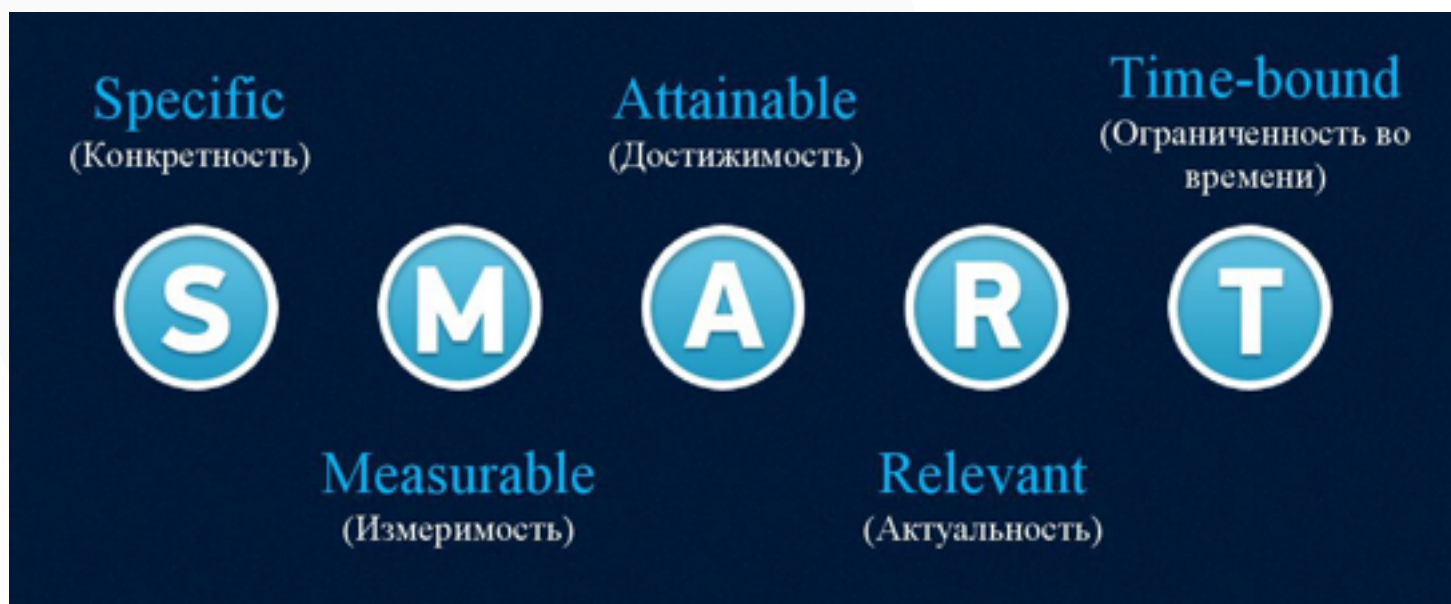 Specific
(Конкретность)
Attainable
(Достижимость)
Time-bound
(Ограниченность во
времени)
S
M
A
R
T
Measurable
(Измеримость)
Relevant
(Актуальность)